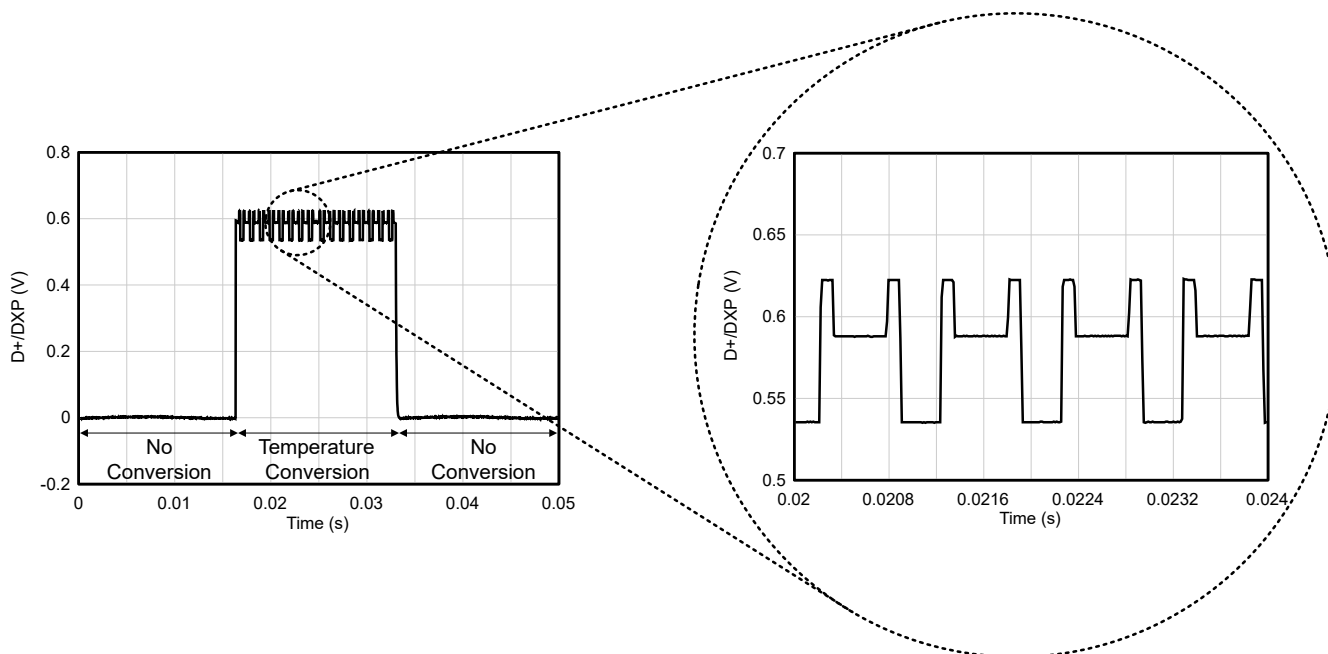 0.8
0.6
0.4
0.2
0
-0.2
D+/DXP (V)
No Conversion
Temperature Conversion
No Conversion
0 0.01 0.02 0.03 0.04 0.05
Time (s)
0.7
0.65
0.6
0.55
0.5
D+/DXP (V)
0.02 0.0208 0.0216 0.0224 0.0232 0.024
Time (s)